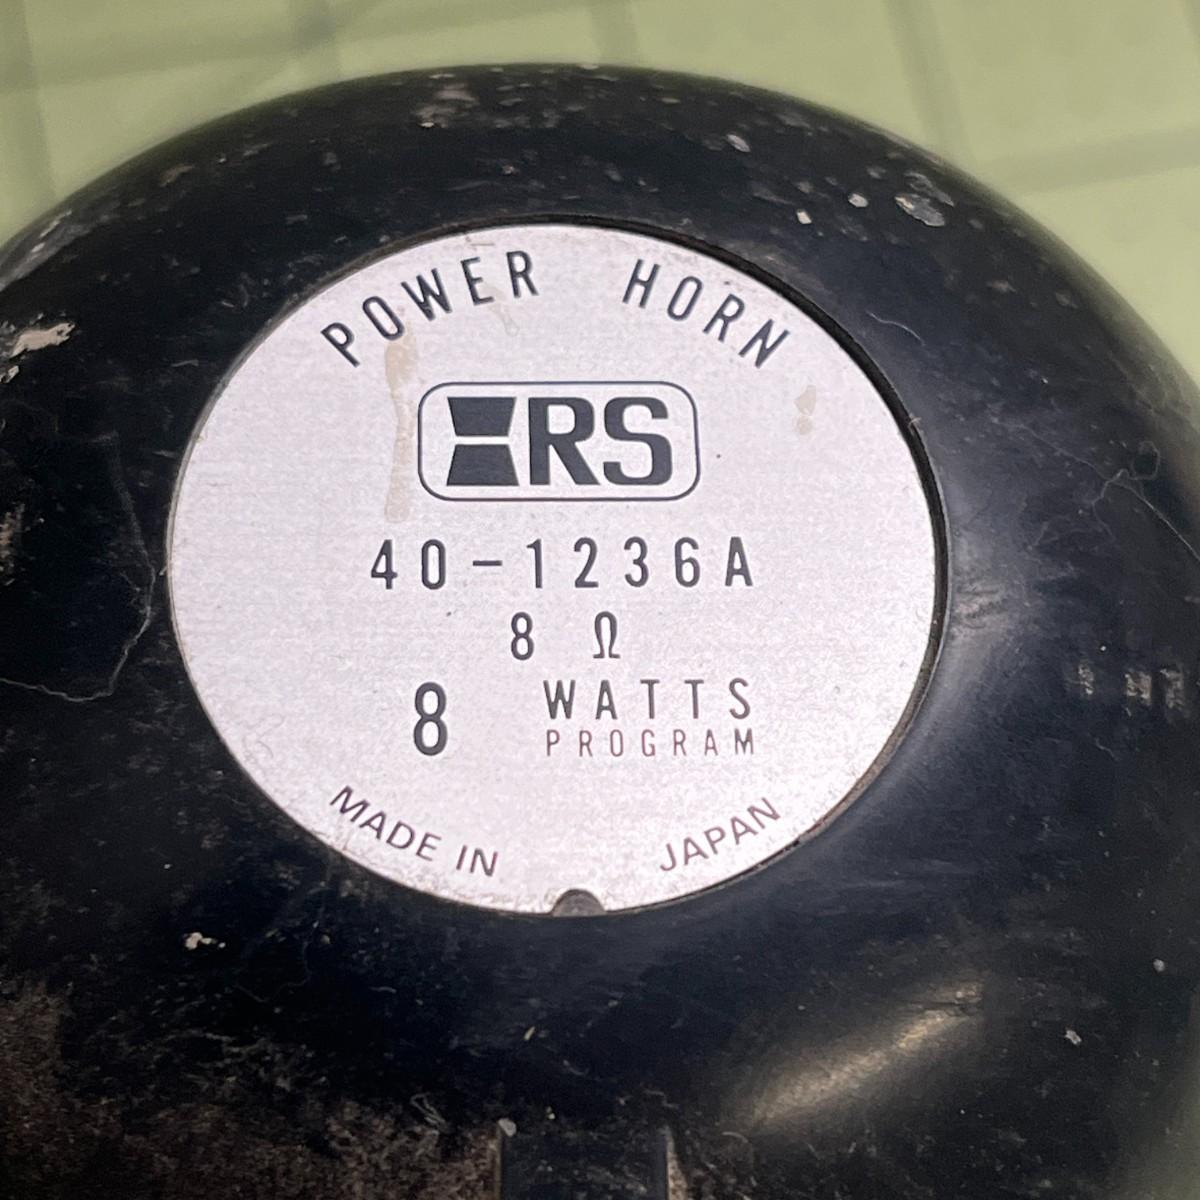 POWER HORN
RS
40-1236A
8 Ω
8 WATTS
PROGRAM
MADE IN JAPAN